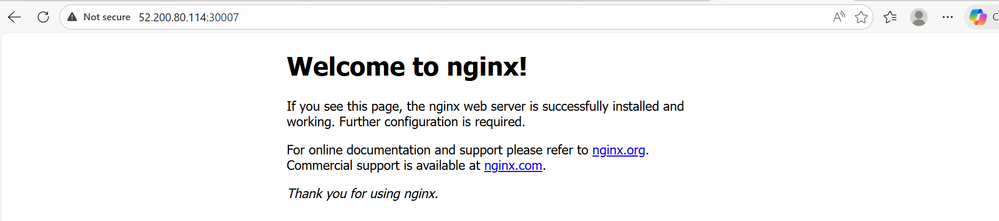 Not secure 52.200.80.114:30007
Welcome to nginx!
If you see this page, the nginx web server is successfully installed and
working. Further configuration is required.
For online documentation and support please refer to nginx.org.
Commercial support is available at nginx.com.
Thank you for using nginx.